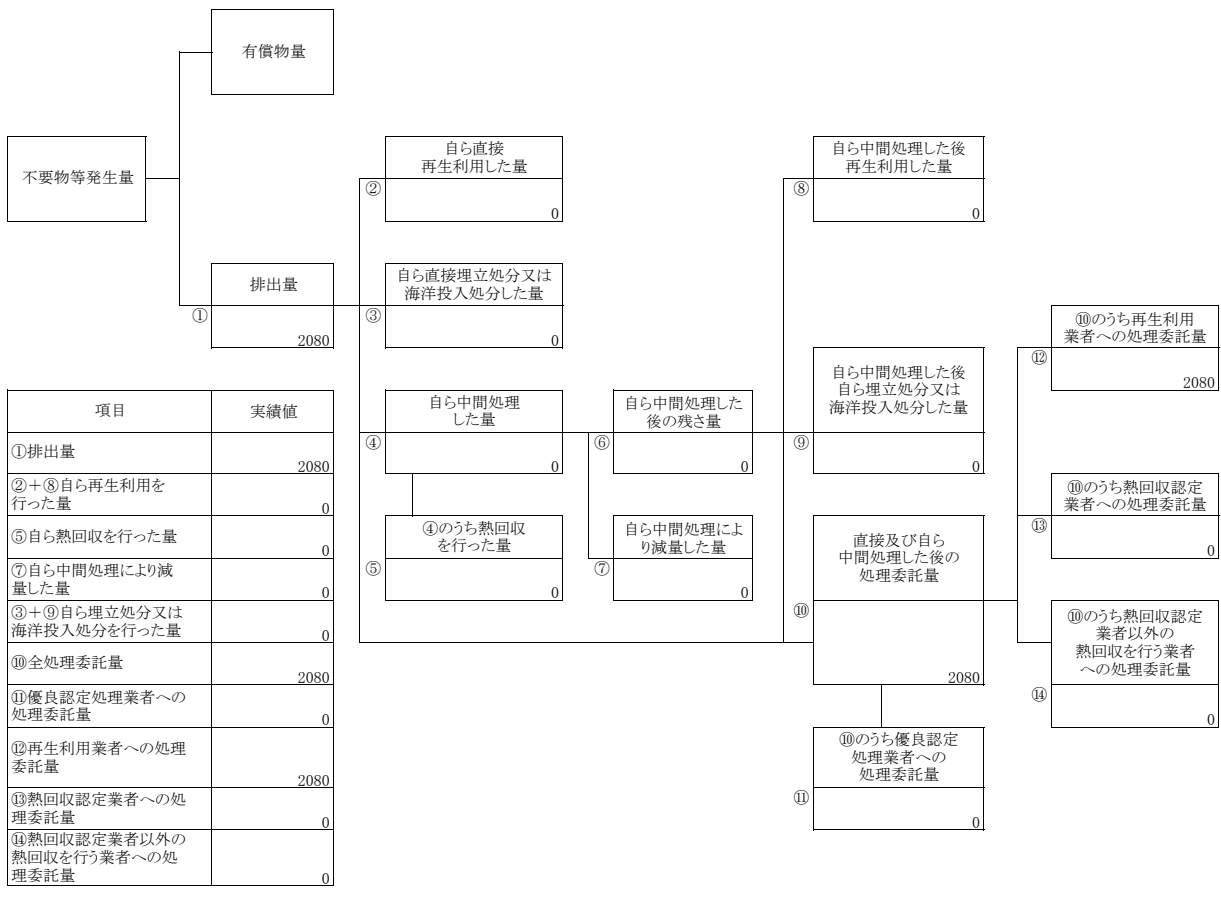 有償物量
不要物等発生量
自ら直接
再生利用した量
②
0
自ら中間処理した後
再生利用した量
⑧
0
排出量
①
2080
自ら直接埋立処分又は
海洋投入処分した量
③
0
⑩のうち再生利用
業者への処理委託量
⑫
2080
自ら中間処理
した量
④
0
自ら中間処理した
後の残さ量
⑥
0
自ら中間処理した後
自ら埋立処分又は
海洋投入処分した量
⑨
0
⑩のうち熱回収認定
業者への処理委託量
⑬
0
④のうち熱回収
を行った量
⑤
0
自ら中間処理によ
り減量した量
⑦
0
直接及び自ら
中間処理した後の
処理委託量
⑩
2080
⑩のうち熱回収認定
業者以外の
熱回収を行う業者
への処理委託量
⑭
0
⑩のうち優良認定
処理業者への
処理委託量
⑪
0
項目
実績値
①排出量
2080
②+⑧自ら再生利用を
行った量
0
⑤自ら熱回収を行った量
0
⑦自ら中間処理により減
量した量
0
③+⑨自ら埋立処分又は
海洋投入処分を行った量
0
⑩全処理委託量
2080
⑪優良認定処理業者への
処理委託量
0
⑫再生利用業者への処理
委託量
2080
⑬熱回収認定業者への処
理委託量
0
⑭熱回収認定業者以外の
熱回収を行う業者への処
理委託量
0